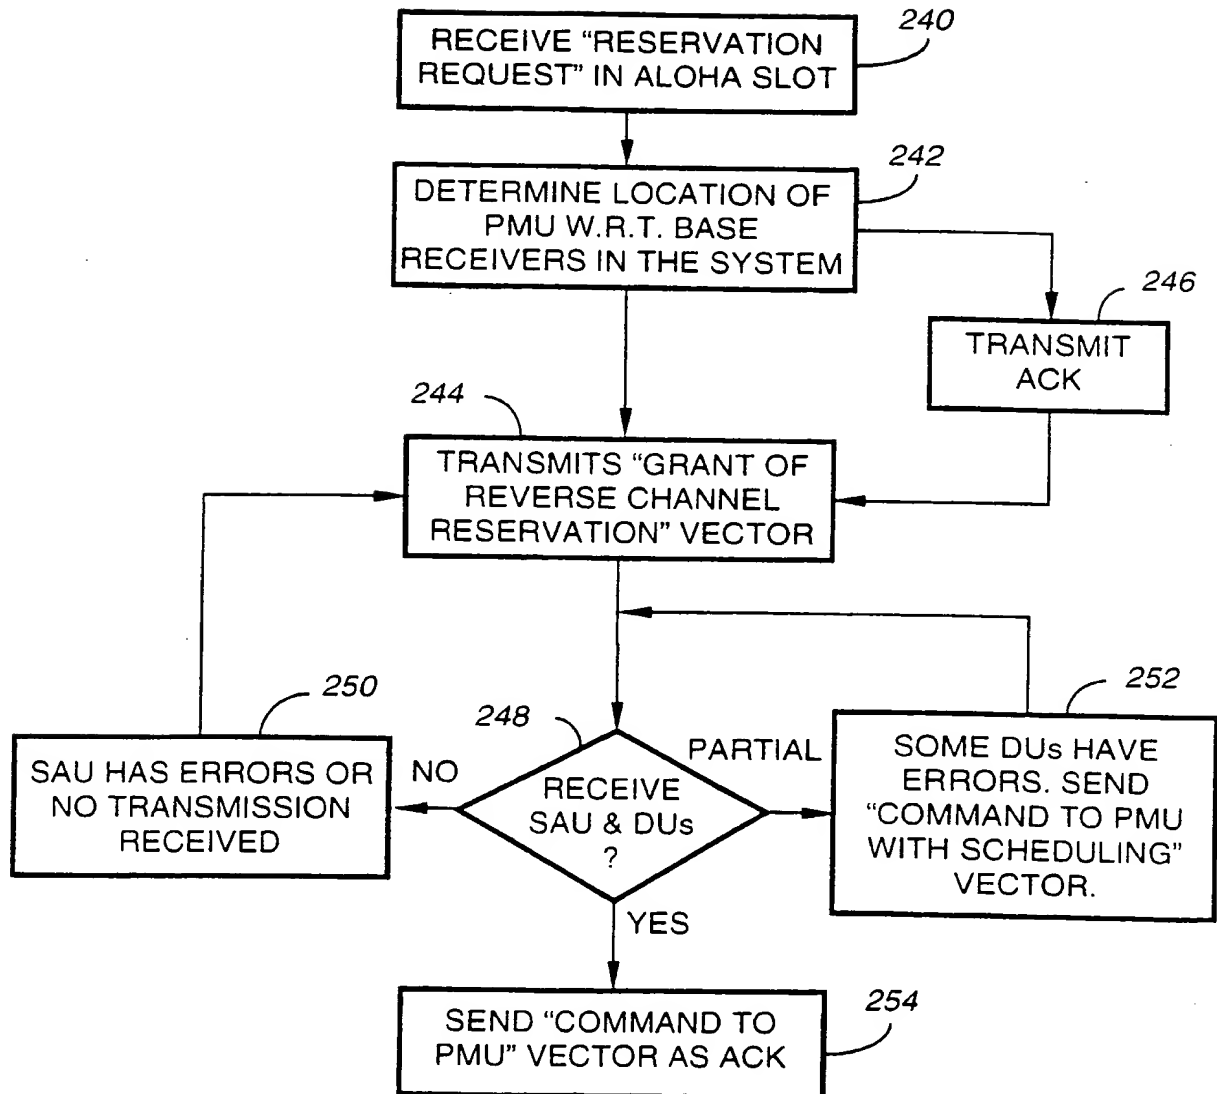 240
RECEIVE “RESERVATION
REQUEST” IN ALOHA SLOT
242
DETERMINE LOCATION OF
PMU W.R.T. BASE
RECEIVERS IN THE SYSTEM
246
TRANSMIT
ACK
244
TRANSMITS “GRANT OF
REVERSE CHANNEL
RESERVATION” VECTOR
250
SAU HAS ERRORS OR
NO TRANSMISSION
RECEIVED
NO
248
RECEIVE
SAU & DUs
?
PARTIAL
252
SOME DUs HAVE
ERRORS. SEND
“COMMAND TO PMU
WITH SCHEDULING”
VECTOR.
YES
254
SEND “COMMAND TO
PMU” VECTOR AS ACK